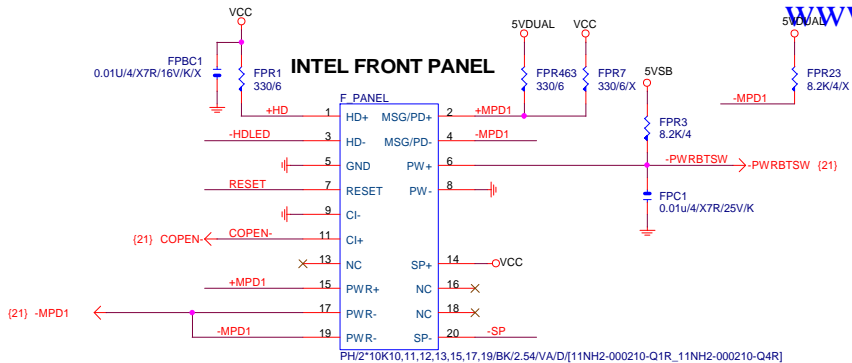 WWW
VCC
5VDUAL
VCC
5VDUAL
FPBC1
0.01U/4/X7R/16V/K/X
FPR1
330/6
INTEL FRONT PANEL
FPR463
330/6
FPR7
330/6/X
5VSB
FPR23
8.2K/4/X
F_PANEL
FPR3
8.2K/4
+HD 1 HD+ MSG/PD+ 2 +MPD1
-MPD1
-HDLED 3 HD- MSG/PD- 4 -MPD1
5 GND PW+ 6 -PWRBTSW -PWRBTSW {21}
RESET 7 RESET PW- 8
FPC1
0.01u/4/X7R/25V/K
9 CI-
{21} COPEN- COPEN- 11 CI+
13 NC SP+ 14 VCC
+MPD1 15 PWR+ NC 16
{21} -MPD1 17 PWR- NC 18
-MPD1 19 PWR- SP- 20 -SP
PH/2*10K10,11,12,13,15,17,19/BK/2.54/VA/D/[11NH2-000210-Q1R_11NH2-000210-Q4R]